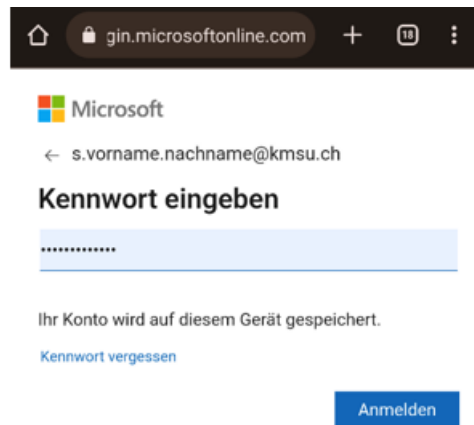 gin.microsoftonline.com
18
Microsoft
s.vorname.nachname@kmsu.ch
Kennwort eingeben
Ihr Konto wird auf diesem Gerät gespeichert.
Kennwort vergessen
Anmelden